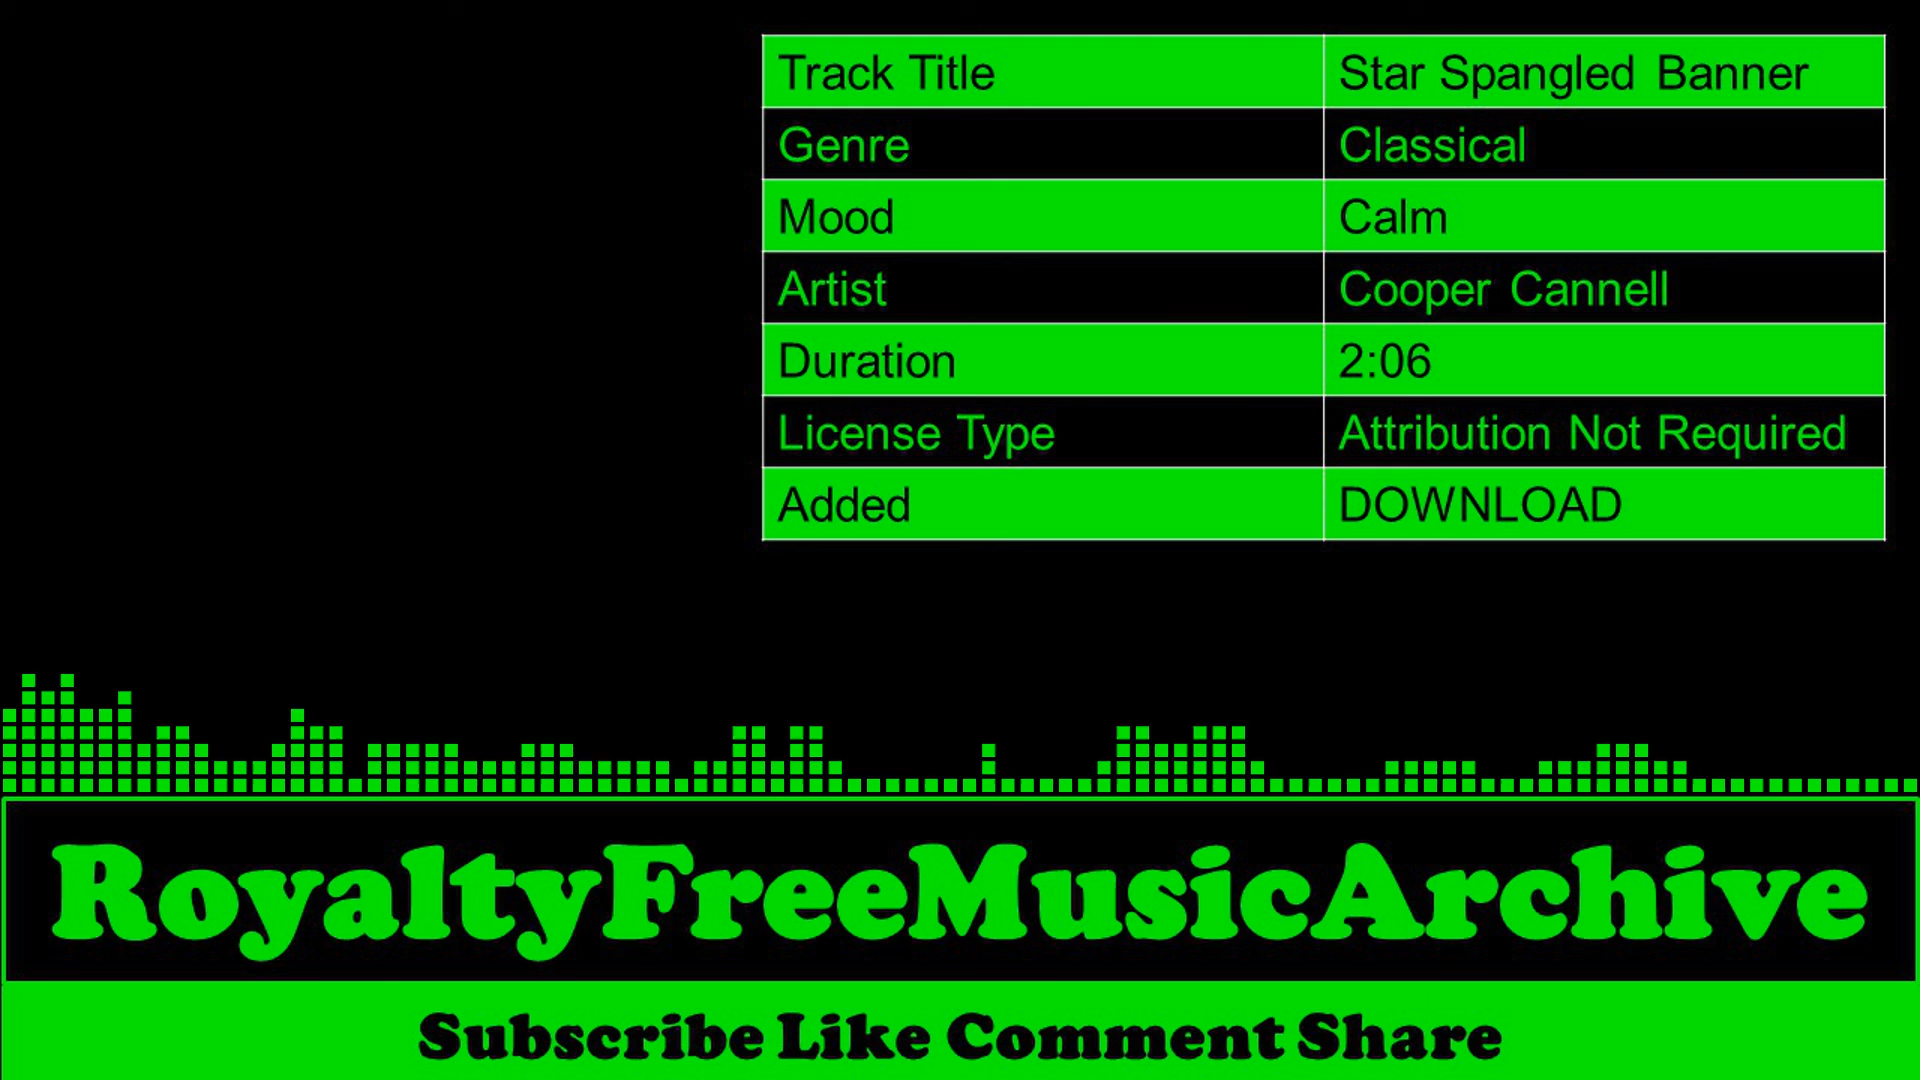 Track Title Star Spangled Banner
Genre Classical
Mood Calm
Artist Cooper Cannell
Duration 2:06
License Type Attribution Not Required
Added DOWNLOAD
RoyaltyFreeMusicArchive
Subscribe Like Comment Share